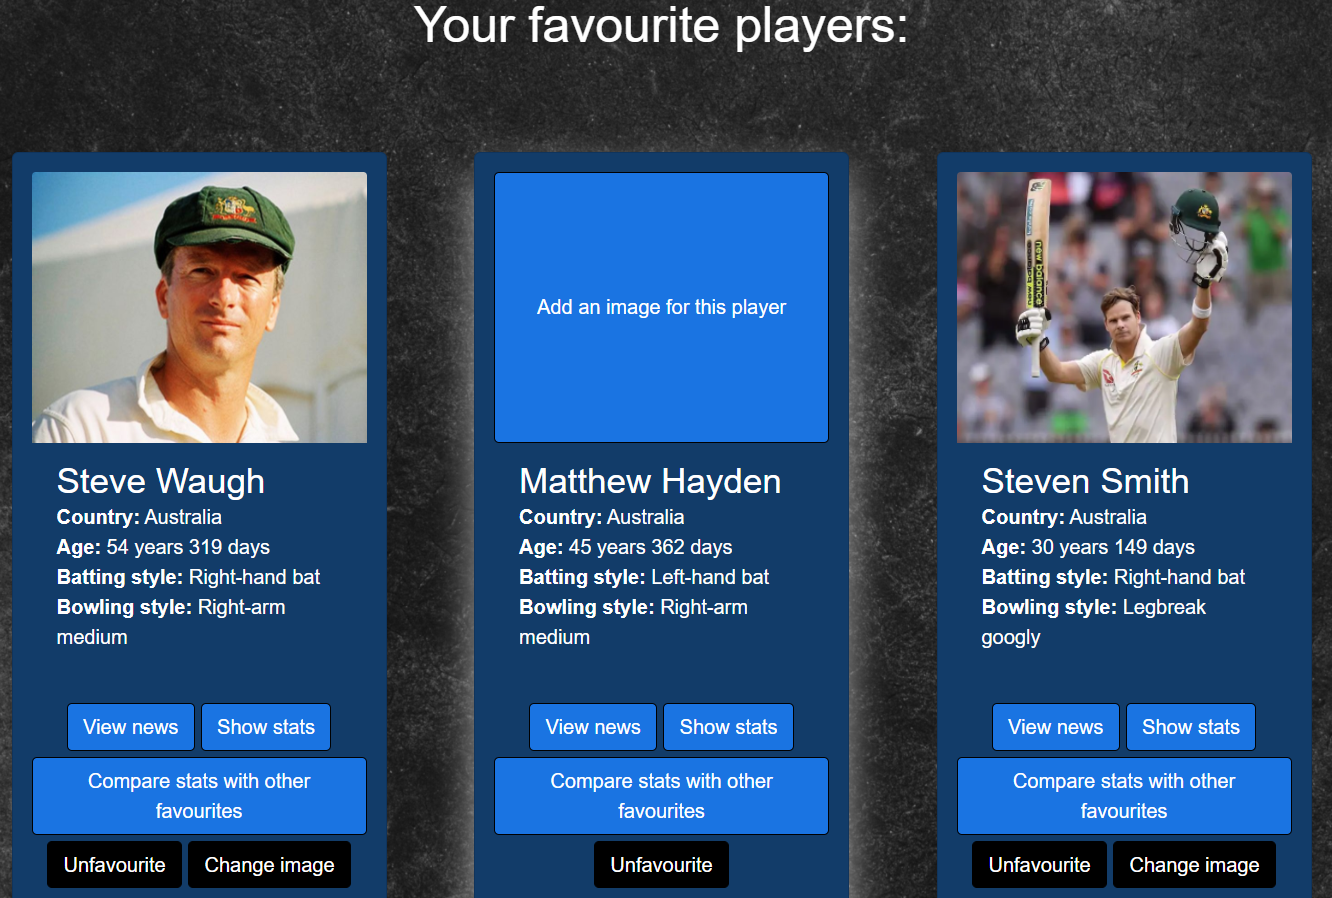 Your favourite players:
Steve Waugh
Country: Australia
Age: 54 years 319 days
Batting style: Right-hand bat
Bowling style: Right-arm
medium
View news
Show stats
Compare stats with other
favourites
Unfavourite
Change image
Add an image for this player
Matthew Hayden
Country: Australia
Age: 45 years 362 days
Batting style: Left-hand bat
Bowling style: Right-arm
medium
View news
Show stats
Compare stats with other
favourites
Unfavourite
new balance
Steven Smith
Country: Australia
Age: 30 years 149 days
Batting style: Right-hand bat
Bowling style: Legbreak
googly
View news
Show stats
Compare stats with other
favourites
Unfavourite
Change image